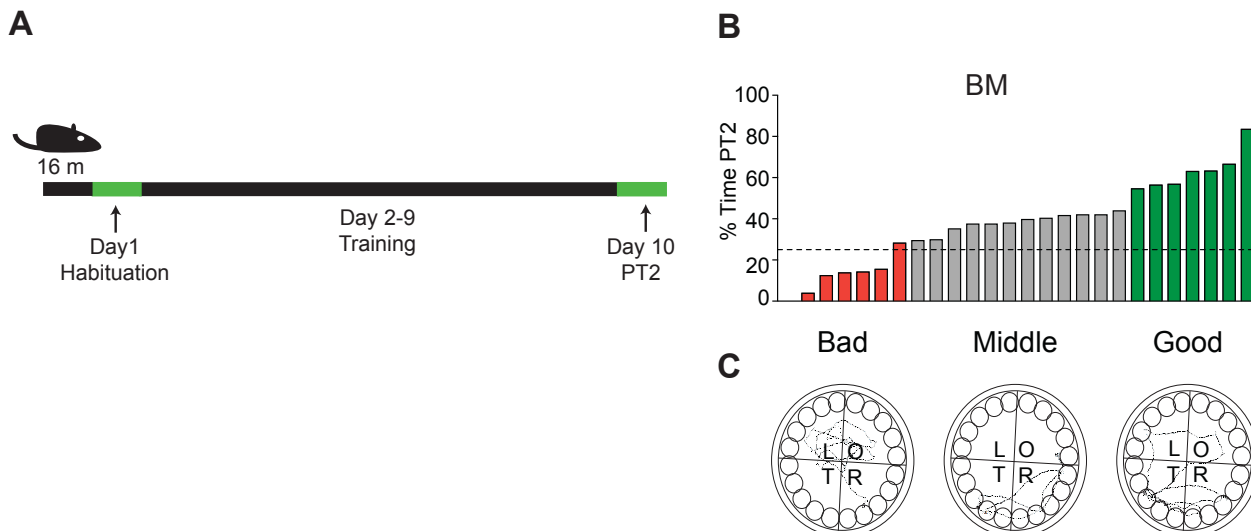 A
16 m
Day1
Habituation
Day 2-9
Training
Day 10
PT2
B
BM
% Time PT2
100
80
60
40
20
0
Bad
Middle
Good
C
L O
T R
L O
T R
L O
T R